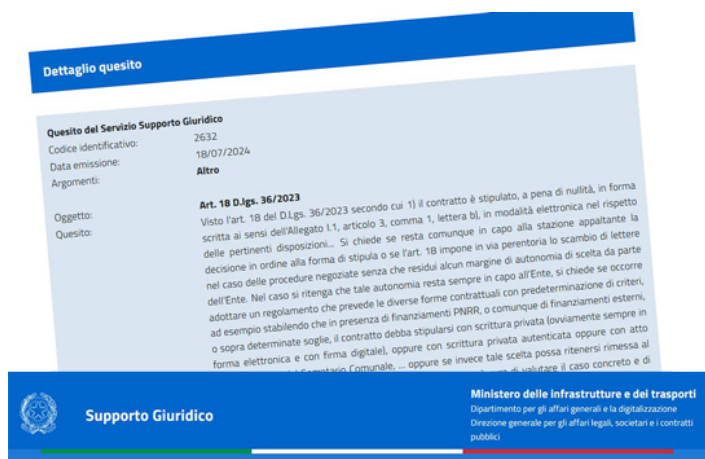 Dettaglio quesito
Quesito del Servizio Supporto Giuridico
Codice identificativo: 2632
Data emissione: 18/07/2024
Argomenti: Altro
Oggetto: Art. 18 D.lgs. 36/2023
Quesito: Visto l'art. 18 del D.Lgs. 36/2023 secondo cui 1) il contratto è stipulato, a pena di nullità, in forma
scritta ai sensi dell'Allegato I.1, articolo 3, comma 1, lettera b), in modalità elettronica nel rispetto
delle pertinenti disposizioni... Si chiede se resta comunque in capo alla stazione appaltante la
decisione in ordine alla forma di stipula o se l'art. 18 impone in via perentoria lo scambio di lettere
nel caso delle procedure negoziate senza che residui alcun margine di autonomia di scelta da parte
dell'Ente. Nel caso si ritenga che tale autonomia resta sempre in capo all'Ente, si chiede se occorre
adottare un regolamento che prevede le diverse forme contrattuali con predeterminazione di criteri,
ad esempio stabilendo che in presenza di finanziamenti PNRR, o comunque di finanziamenti esterni,
o sopra determinate soglie, il contratto debba stipularsi con scrittura privata (ovviamente sempre in
forma elettronica e con firma digitale), oppure con scrittura privata autenticata oppure con atto
Segretario Comunale, ... oppure se invece tale scelta possa ritenersi rimessa al
di valutare il caso concreto e di
Supporto Giuridico
Ministero delle infrastrutture e dei trasporti
Dipartimento per gli affari generali e la digitalizzazione
Direzione generale per gli affari legali, societari e i contratti
pubblici